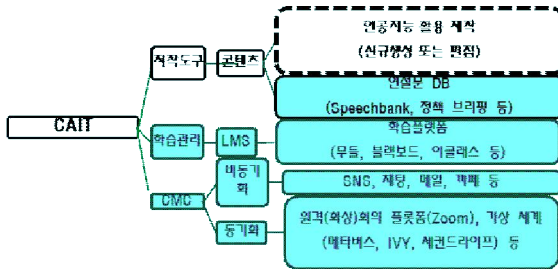 인공지능 활용 제작
(신규생성 또는 편집)
저작도구
콘텐츠
연설문 DB
(Speechbank, 정책 브리핑 등)
CAIT
학습관리
LMS
학습플랫폼
(무들, 블랙보드, 이클래스 등)
비동기
화
SNS, 채팅, 메일, 카페 등
CMC
동기화
원격(화상)회의 플랫폼(Zoom), 가상 세계
(메타버스, IVY, 세컨드라이프) 등